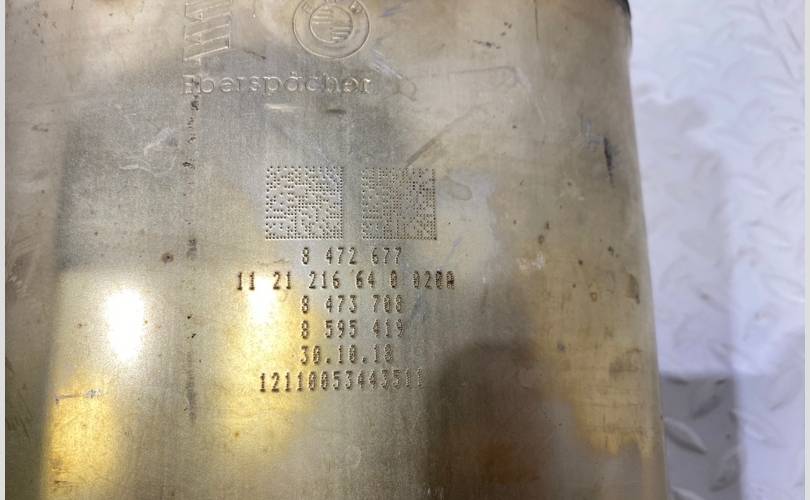 BMW
Eberspächer
8 472 677
11 21 216 64 0 020A
8 473 708
8 595 419
30.10.18
12110053443511